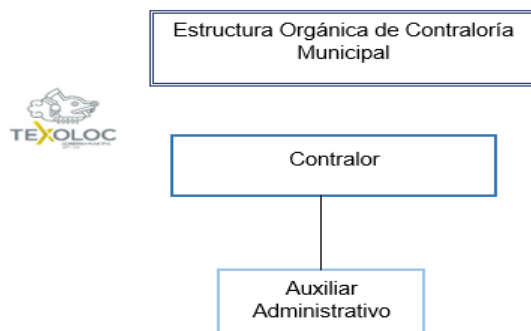 Estructura Orgánica de Contraloría
Municipal
TEXOLOC
Contralor
Auxiliar
Administrativo